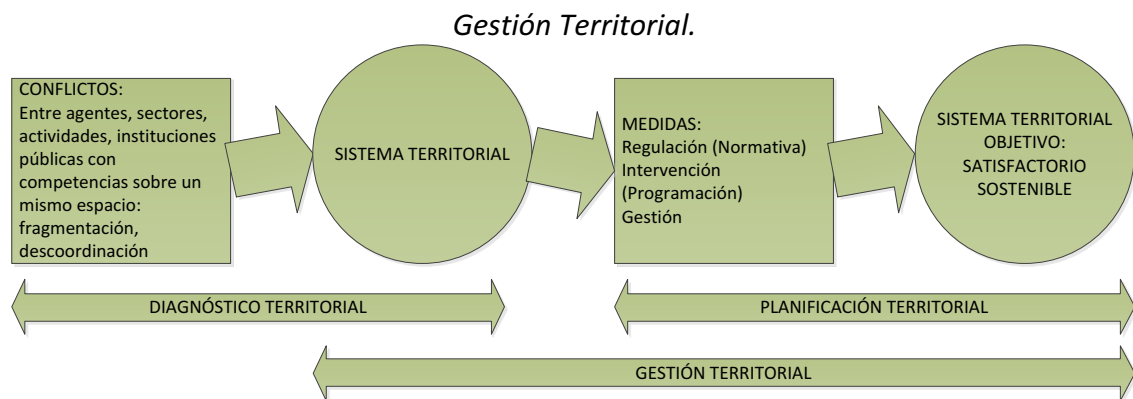 Gestión Territorial.
CONFLICTOS:
Entre agentes, sectores,
actividades, instituciones
públicas con
competencias sobre un
mismo espacio:
fragmentación,
descoordinación
SISTEMA TERRITORIAL
MEDIDAS:
Regulación (Normativa)
Intervención
(Programación)
Gestión
SISTEMA TERRITORIAL
OBJETIVO:
SATISFACTORIO
SOSTENIBLE
DIAGNÓSTICO TERRITORIAL
PLANIFICACIÓN TERRITORIAL
GESTIÓN TERRITORIAL